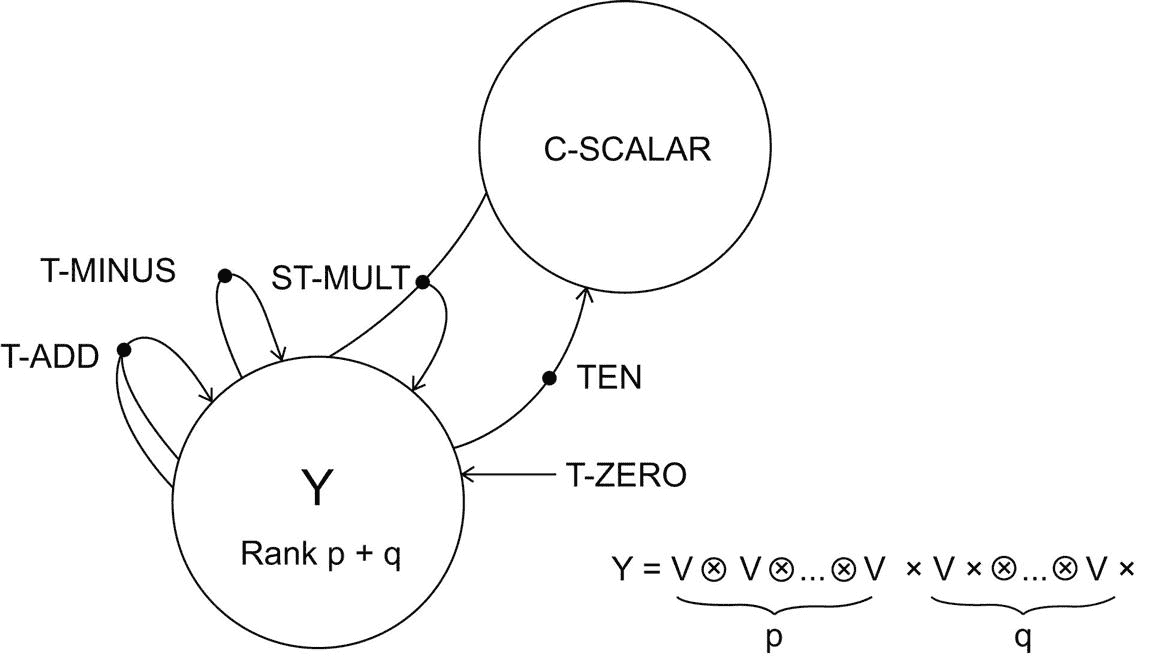 C-SCALAR
T-MINUS
ST-MULT
T-ADD
TEN
Y
T-ZERO
Rank p + q
Y = V ⊗ V ⊗ ... ⊗ V × V × ⊗ ... ⊗ V ×
p q